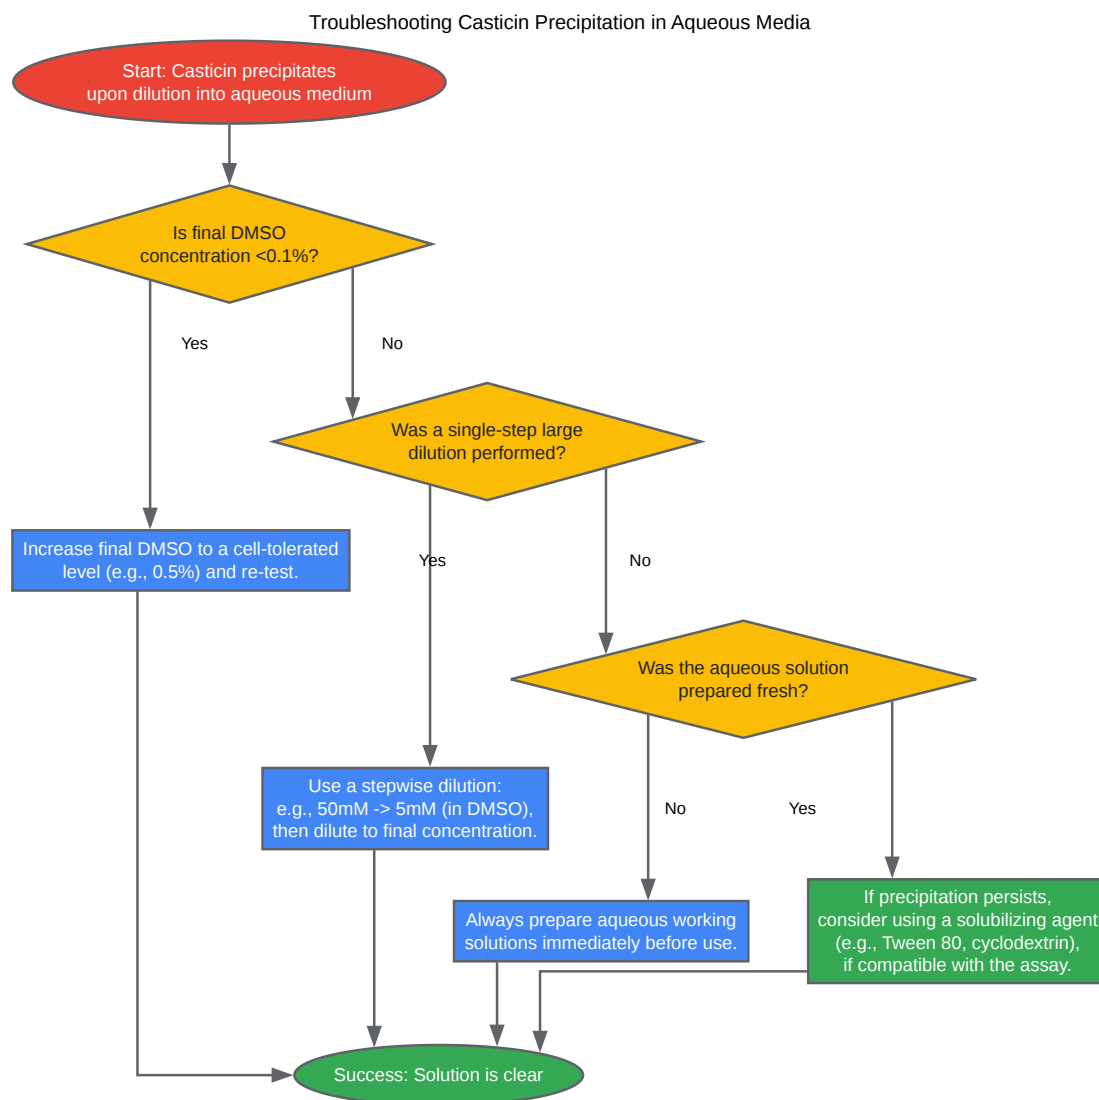 Troubleshooting Casticin Precipitation in Aqueous Media
Start: Casticin precipitates
upon dilution into aqueous medium
Is final DMSO
concentration <0.1%?
Yes
No
Was a single-step large
dilution performed?
Increase final DMSO to a cell-tolerated
level (e.g., 0.5%) and re-test.
Yes
No
Was the aqueous solution
prepared fresh?
Use a stepwise dilution:
e.g., 50mM -> 5mM (in DMSO),
then dilute to final concentration.
No
Yes
Always prepare aqueous working
solutions immediately before use.
If precipitation persists,
consider using a solubilizing agent
(e.g., Tween 80, cyclodextrin),
if compatible with the assay.
Success: Solution is clear